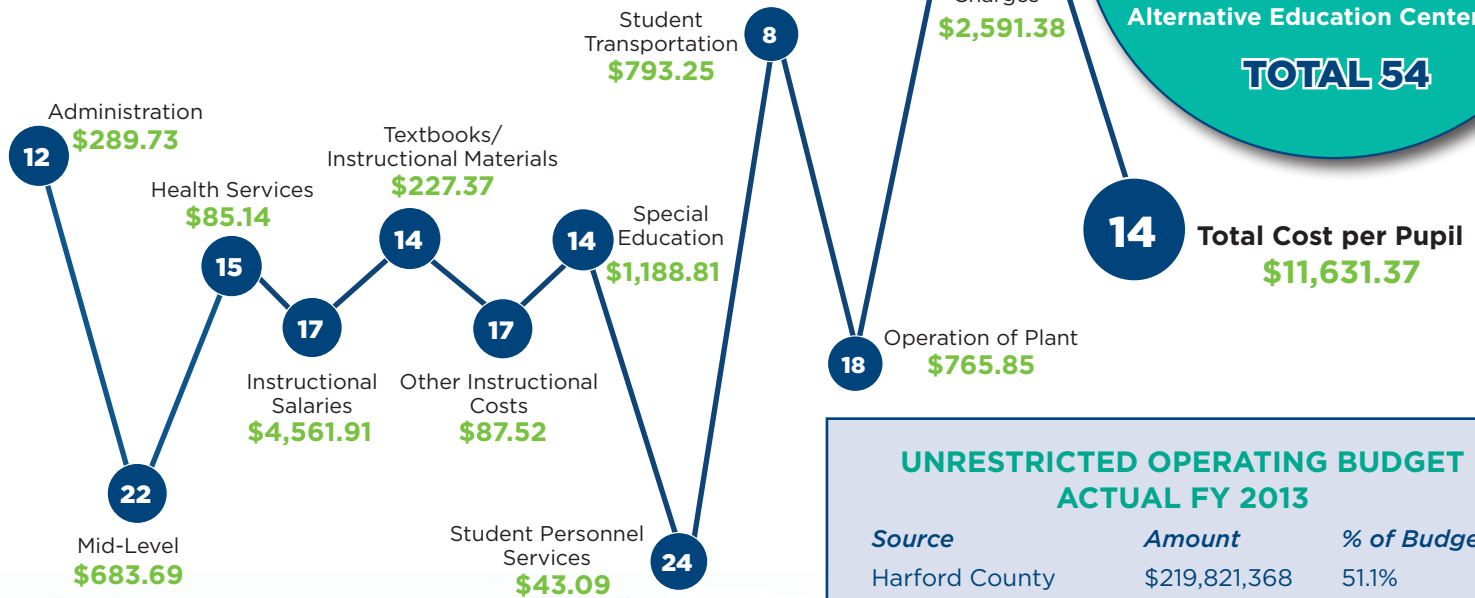 Administration
$289.73
12
Mid-Level
$683.69
22
Health Services
$85.14
15
Instructional
Salaries
$4,561.91
17
Textbooks/
Instructional Materials
$227.37
14
Other Instructional
Costs
$87.52
17
Special
Education
$1,188.81
14
Student Personnel
Services
$43.09
24
Student
Transportation
$793.25
8
Operation of Plant
$765.85
18
Charges
$2,591.38
14
Total Cost per Pupil
$11,631.37
Alternative Education Center
TOTAL 54
UNRESTRICTED OPERATING BUDGET
ACTUAL FY 2013
Source Amount % of Budge
Harford County $219,821,368 51.1%